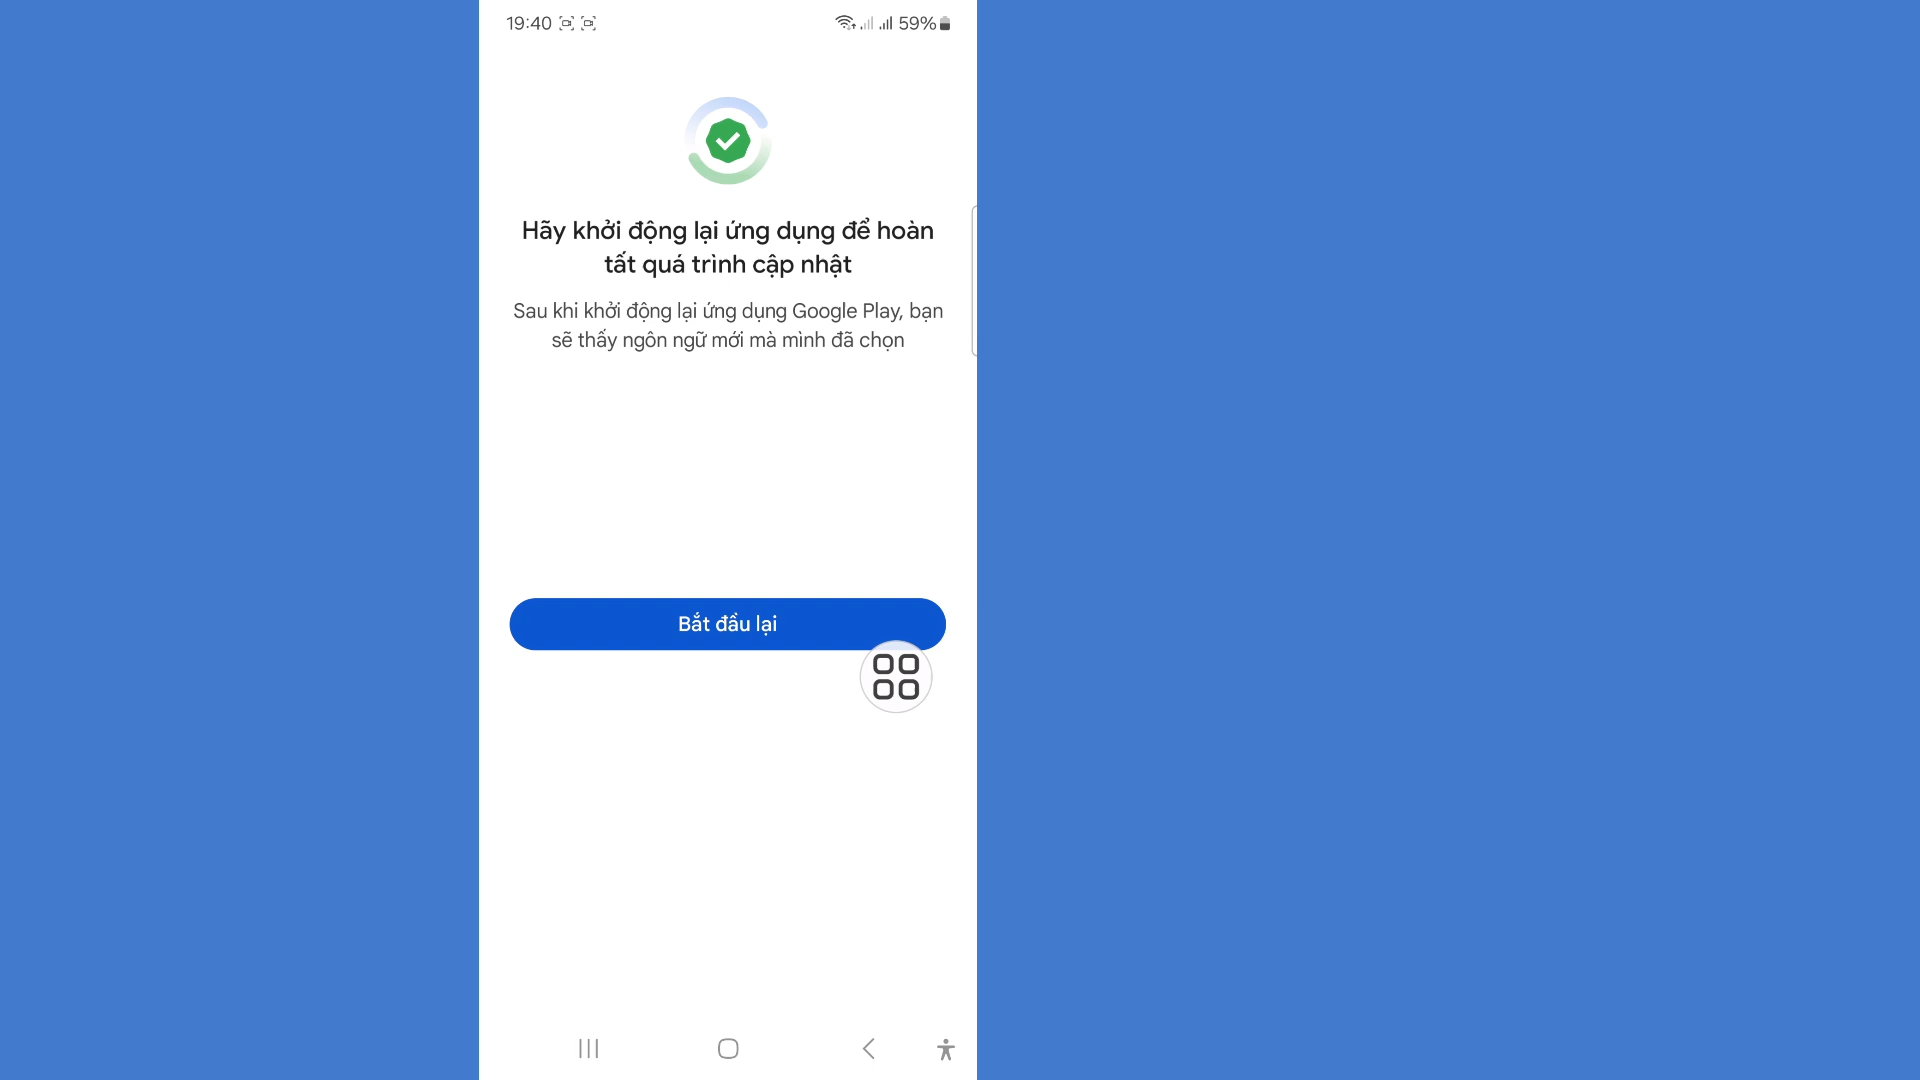 19:40
59%
Hãy khởi động lại ứng dụng để hoàn
tất quá trình cập nhật
Sau khi khởi động lại ứng dụng Google Play, bạn
sẽ thấy ngôn ngữ mới mà mình đã chọn
Bắt đầu lại